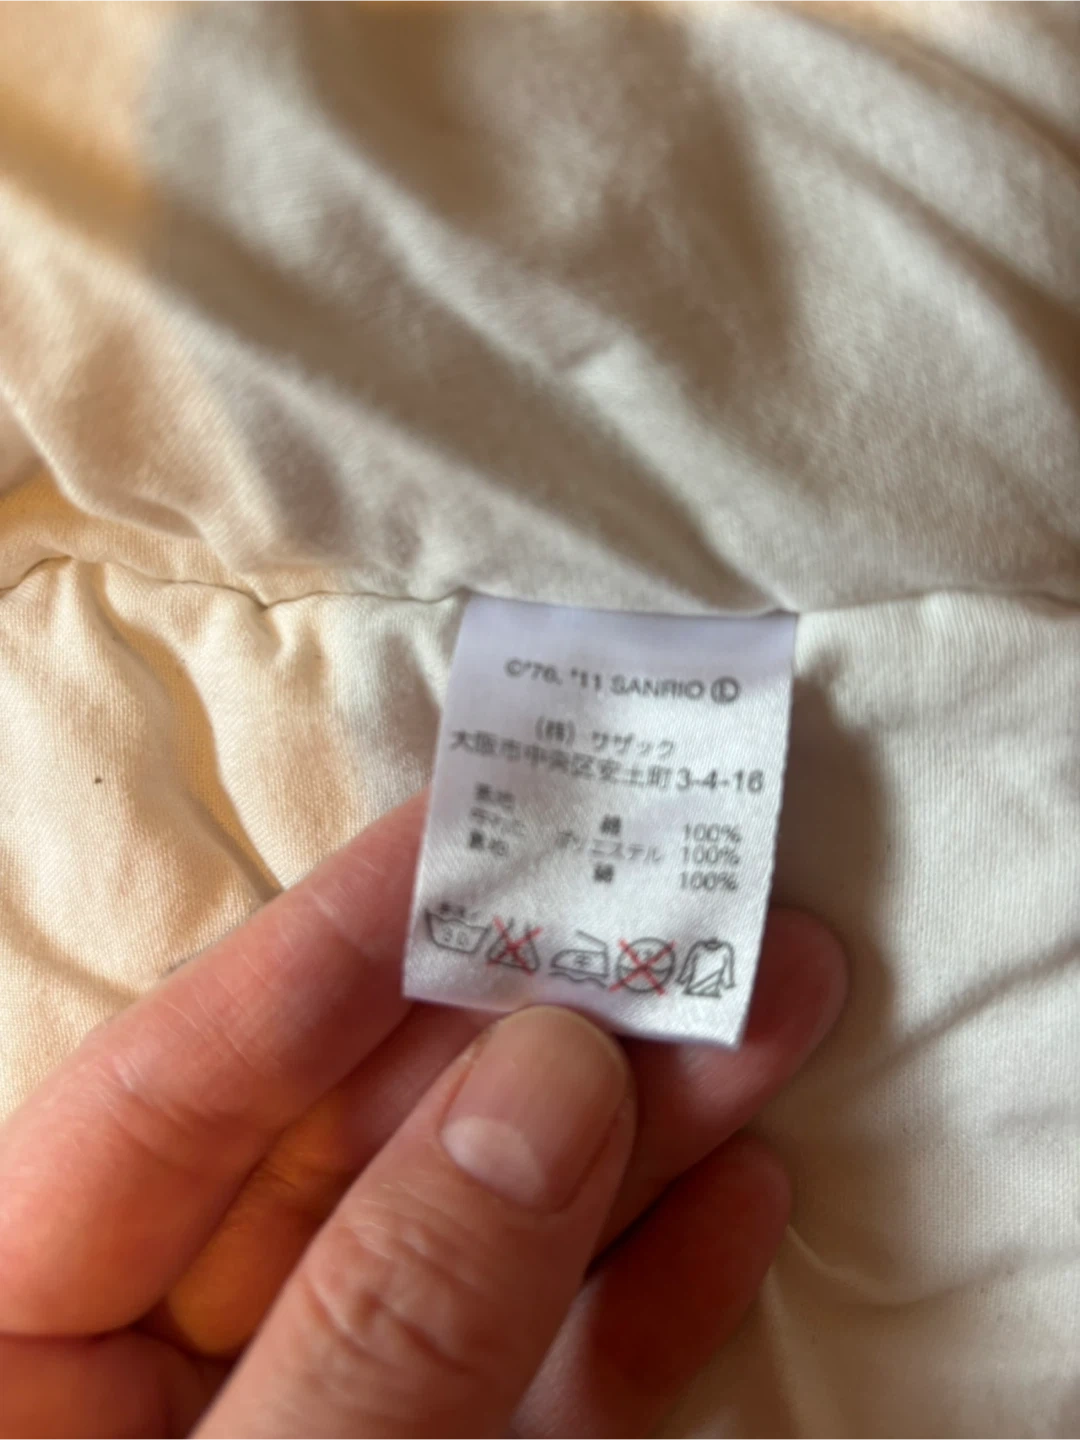 ©'76, '11 SANRIO Ⓛ
(株) サザック
大阪市中央区安土町3-4-16
表地 綿 100%
中わた ポリエステル 100%
裏地 綿 100%
30
中